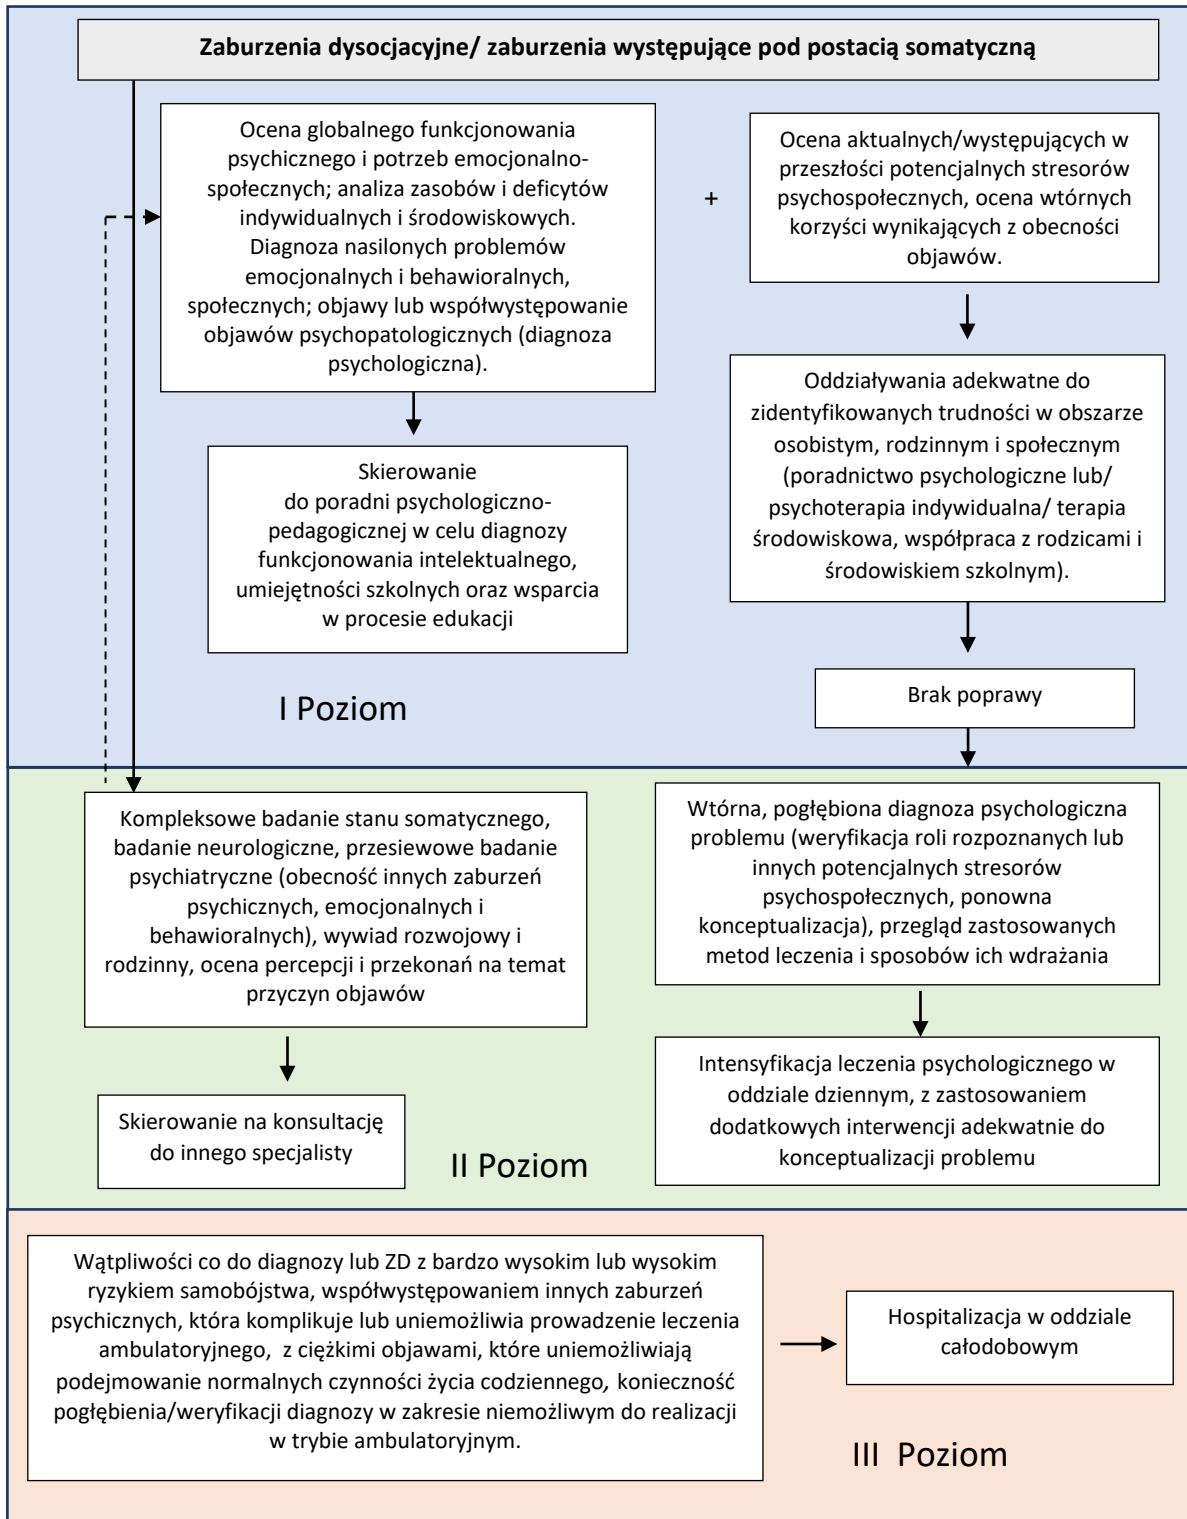 Zaburzenia dysocjacyjne/ zaburzenia występujące pod postacią somatyczną
Ocena globalnego funkcjonowania
psychicznego i potrzeb emocjonalno-
społecznych; analiza zasobów i deficytów
indywidualnych i środowiskowych.
Diagnoza nasilonych problemów
emocjonalnych i behawioralnych,
społecznych; objawy lub współwystępowanie
objawów psychopatologicznych (diagnoza
psychologiczna).
+
Ocena aktualnych/występujących w
przeszłości potencjalnych stresorów
psychospołecznych, ocena wtórnych
korzyści wynikających z obecności
objawów.
Skierowanie
do poradni psychologiczno-
pedagogicznej w celu diagnozy
funkcjonowania intelektualnego,
umiejętności szkolnych oraz wsparcia
w procesie edukacji
Oddziaływania adekwatne do
zidentyfikowanych trudności w obszarze
osobistym, rodzinnym i społecznym
(poradnictwo psychologiczne lub/
psychoterapia indywidualna/ terapia
środowiskowa, współpraca z rodzicami i
środowiskiem szkolnym).
Brak poprawy
I Poziom
Kompleksowe badanie stanu somatycznego,
badanie neurologiczne, przesiewowe badanie
psychiatryczne (obecność innych zaburzeń
psychicznych, emocjonalnych i
behawioralnych), wywiad rozwojowy i
rodzinny, ocena percepcji i przekonań na temat
przyczyn objawów
Wtórna, pogłębiona diagnoza psychologiczna
problemu (weryfikacja roli rozpoznanych lub
innych potencjalnych stresorów
psychospołecznych, ponowna
konceptualizacja), przegląd zastosowanych
metod leczenia i sposobów ich wdrażania
Skierowanie na konsultację
do innego specjalisty
Intensyfikacja leczenia psychologicznego w
oddziale dziennym, z zastosowaniem
dodatkowych interwencji adekwatnie do
konceptualizacji problemu
II Poziom
Wątpliwości co do diagnozy lub ZD z bardzo wysokim lub wysokim
ryzykiem samobójstwa, współwystępowaniem innych zaburzeń
psychicznych, która komplikuje lub uniemożliwia prowadzenie leczenia
ambulatoryjnego, z ciężkimi objawami, które uniemożliwiają
podejmowanie normalnych czynności życia codziennego, konieczność
pogłębienia/weryfikacji diagnozy w zakresie niemożliwym do realizacji
w trybie ambulatoryjnym.
Hospitalizacja w oddziale
całodobowym
III Poziom